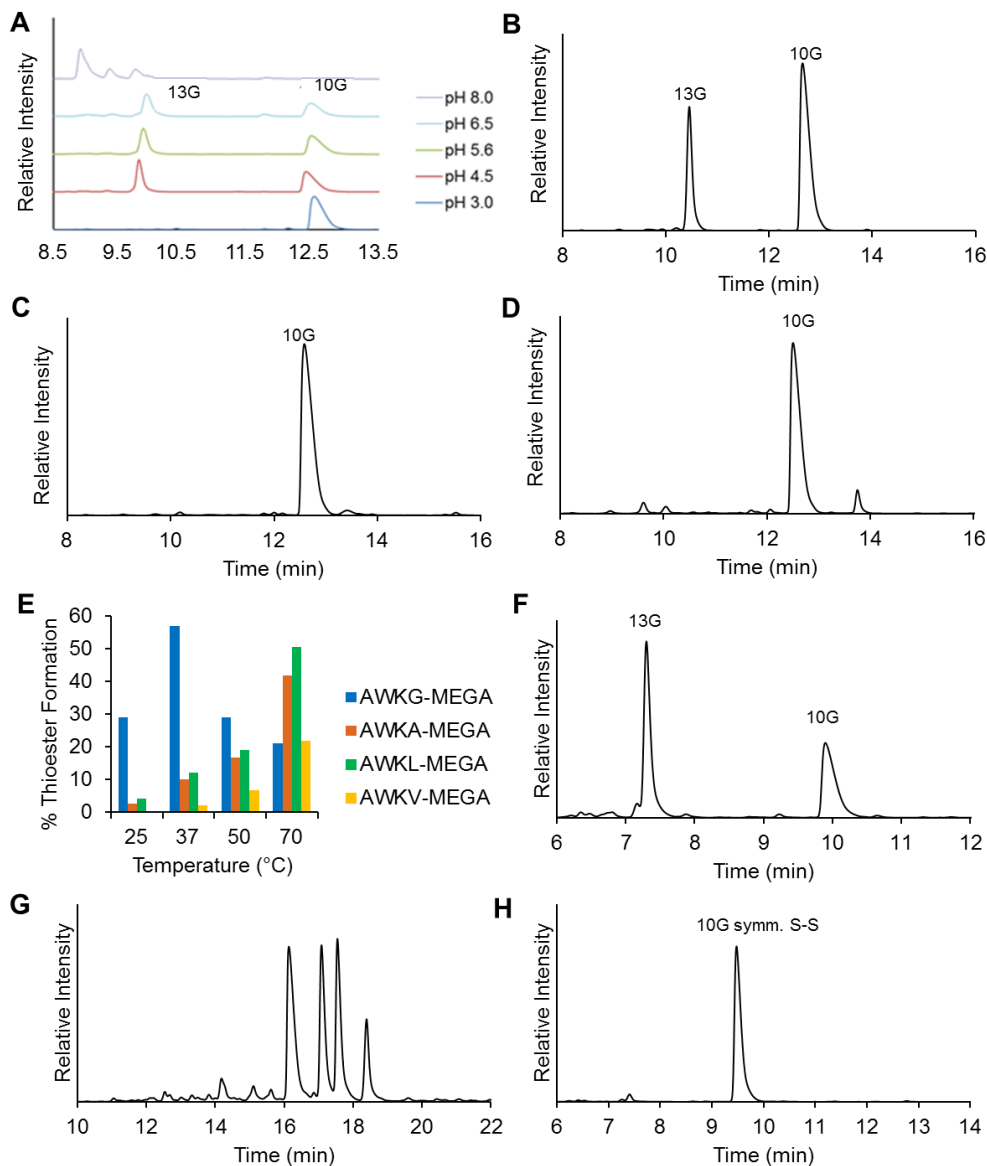 A
Relative Intensity
13G
10G
pH 8.0
pH 6.5
pH 5.6
pH 4.5
pH 3.0
8.5 9.5 10.5 11.5 12.5 13.5
B
Relative Intensity
13G
10G
8 10 12 14 16
Time (min)
C
Relative Intensity
10G
8 10 12 14 16
Time (min)
D
Relative Intensity
10G
8 10 12 14 16
Time (min)
E
% Thioester Formation
60
50
40
30
20
10
0
25 37 50 70
Temperature (°C)
AWKG-MEGA
AWKA-MEGA
AWKL-MEGA
AWKV-MEGA
F
Relative Intensity
13G
10G
6 7 8 9 10 11 12
Time (min)
G
Relative Intensity
10 12 14 16 18 20 22
Time (min)
H
Relative Intensity
10G symm. S-S
6 7 8 9 10 11 12 13 14
Time (min)